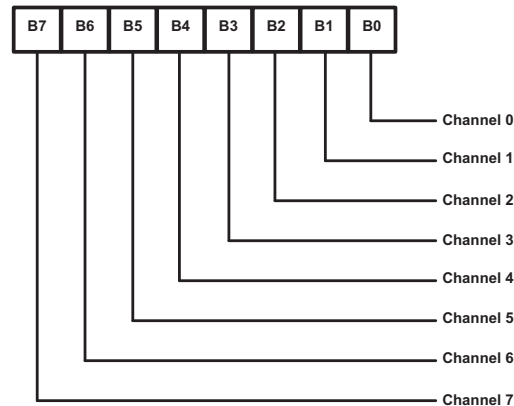 B7 B6 B5 B4 B3 B2 B1 B0
Channel 0
Channel 1
Channel 2
Channel 3
Channel 4
Channel 5
Channel 6
Channel 7